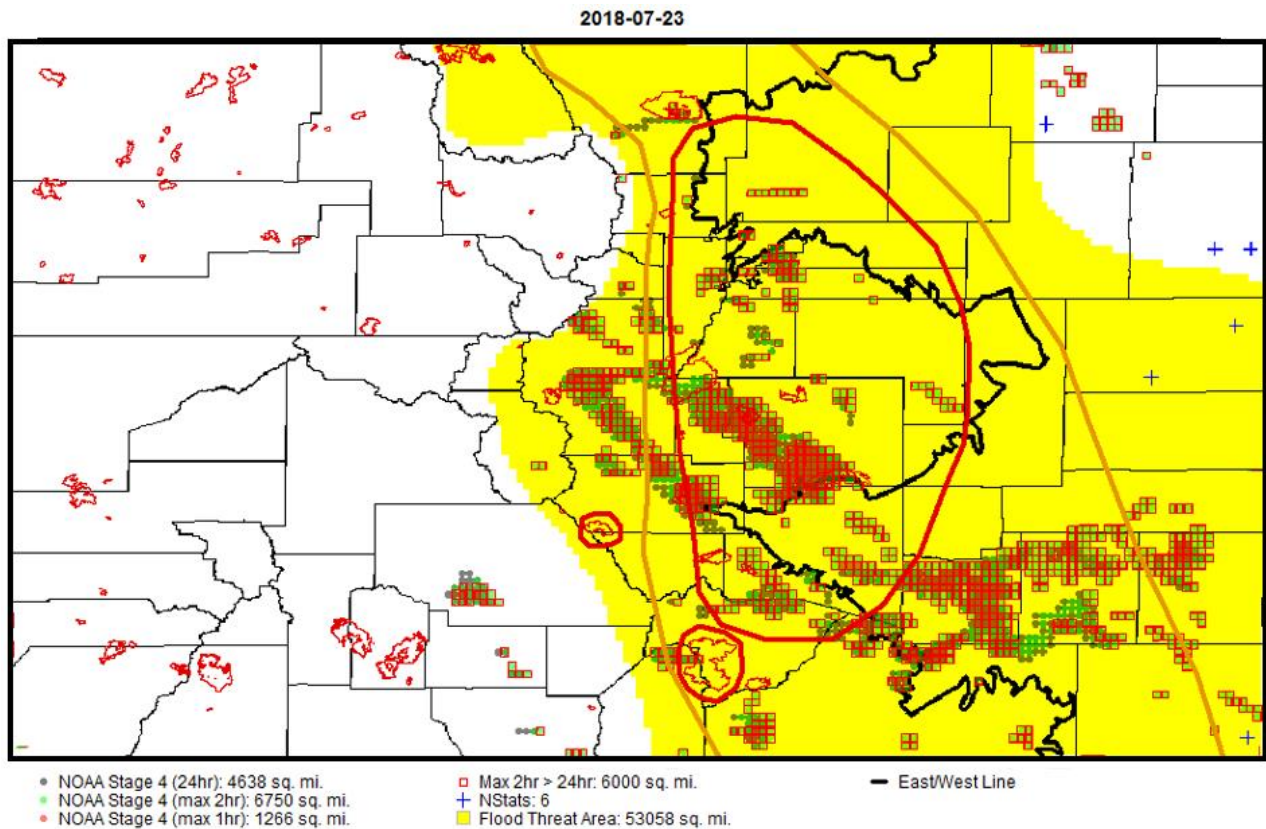 2018-07-23
NOAA Stage 4 (24hr): 4638 sq. mi.
NOAA Stage 4 (max 2hr): 6750 sq. mi.
NOAA Stage 4 (max 1hr): 1266 sq. mi.
Max 2hr > 24hr: 6000 sq. mi.
NStats: 6
Flood Threat Area: 53058 sq. mi.
East/West Line